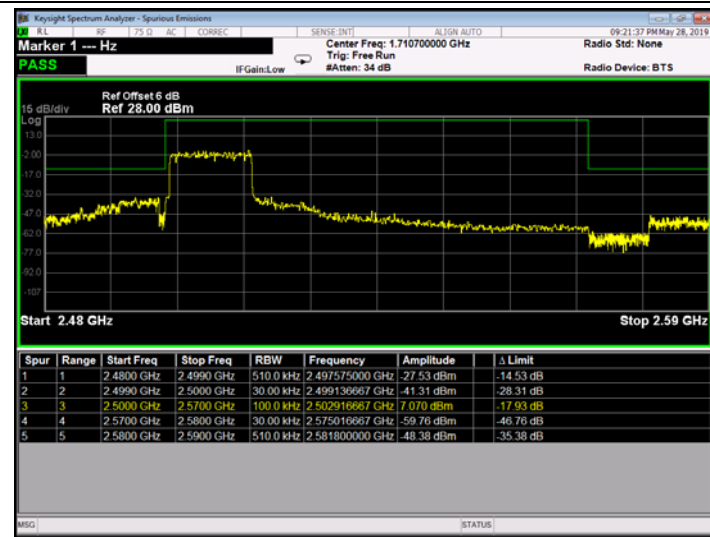 Keysight Spectrum Analyzer - Spurious Emissions
RL RF 75 Ω AC CORREC SENSE:INT ALIGN AUTO 09:21:37 PM May 28, 2019
Marker 1 --- Hz Center Freq: 1.710700000 GHz Radio Std: None
Trig: Free Run
PASS IFGain:Low #Atten: 34 dB Radio Device: BTS
Ref Offset 6 dB
15 dB/div Ref 28.00 dBm
Log
13.0
-2.00
-17.0
-32.0
-47.0
-62.0
-77.0
-92.0
-107
Start 2.48 GHz Stop 2.59 GHz
Spur Range Start Freq Stop Freq RBW Frequency Amplitude Δ Limit
1 1 2.4800 GHz 2.4990 GHz 510.0 kHz 2.497575000 GHz -27.53 dBm -14.53 dB
2 2 2.4990 GHz 2.5000 GHz 30.00 kHz 2.499136667 GHz -41.31 dBm -28.31 dB
3 3 2.5000 GHz 2.5700 GHz 100.0 kHz 2.502916667 GHz 7.070 dBm -17.93 dB
4 4 2.5700 GHz 2.5800 GHz 30.00 kHz 2.575016667 GHz -59.76 dBm -46.76 dB
5 5 2.5800 GHz 2.5900 GHz 510.0 kHz 2.581800000 GHz -48.38 dBm -35.38 dB
MSG STATUS